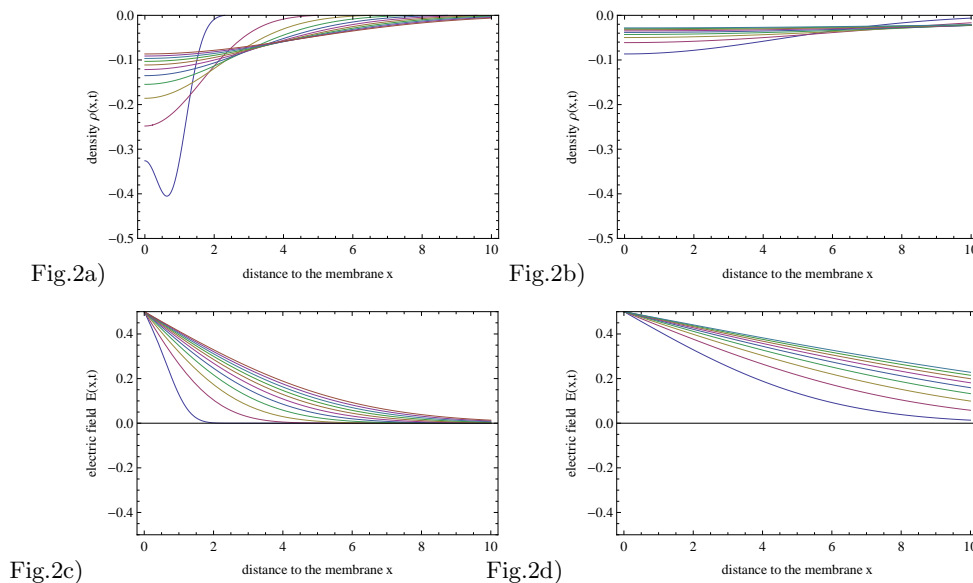 0.0
−0.1
−0.2
−0.3
−0.4
−0.5
density ρ(x,t)
0 2 4 6 8 10
distance to the membrane x
Fig.2a)
0.0
−0.1
−0.2
−0.3
−0.4
−0.5
density ρ(x,t)
0 2 4 6 8 10
distance to the membrane x
Fig.2b)
0.4
0.2
0.0
−0.2
−0.4
electric field E(x,t)
0 2 4 6 8 10
distance to the membrane x
Fig.2c)
0.4
0.2
0.0
−0.2
−0.4
electric field E(x,t)
0 2 4 6 8 10
distance to the membrane x
Fig.2d)